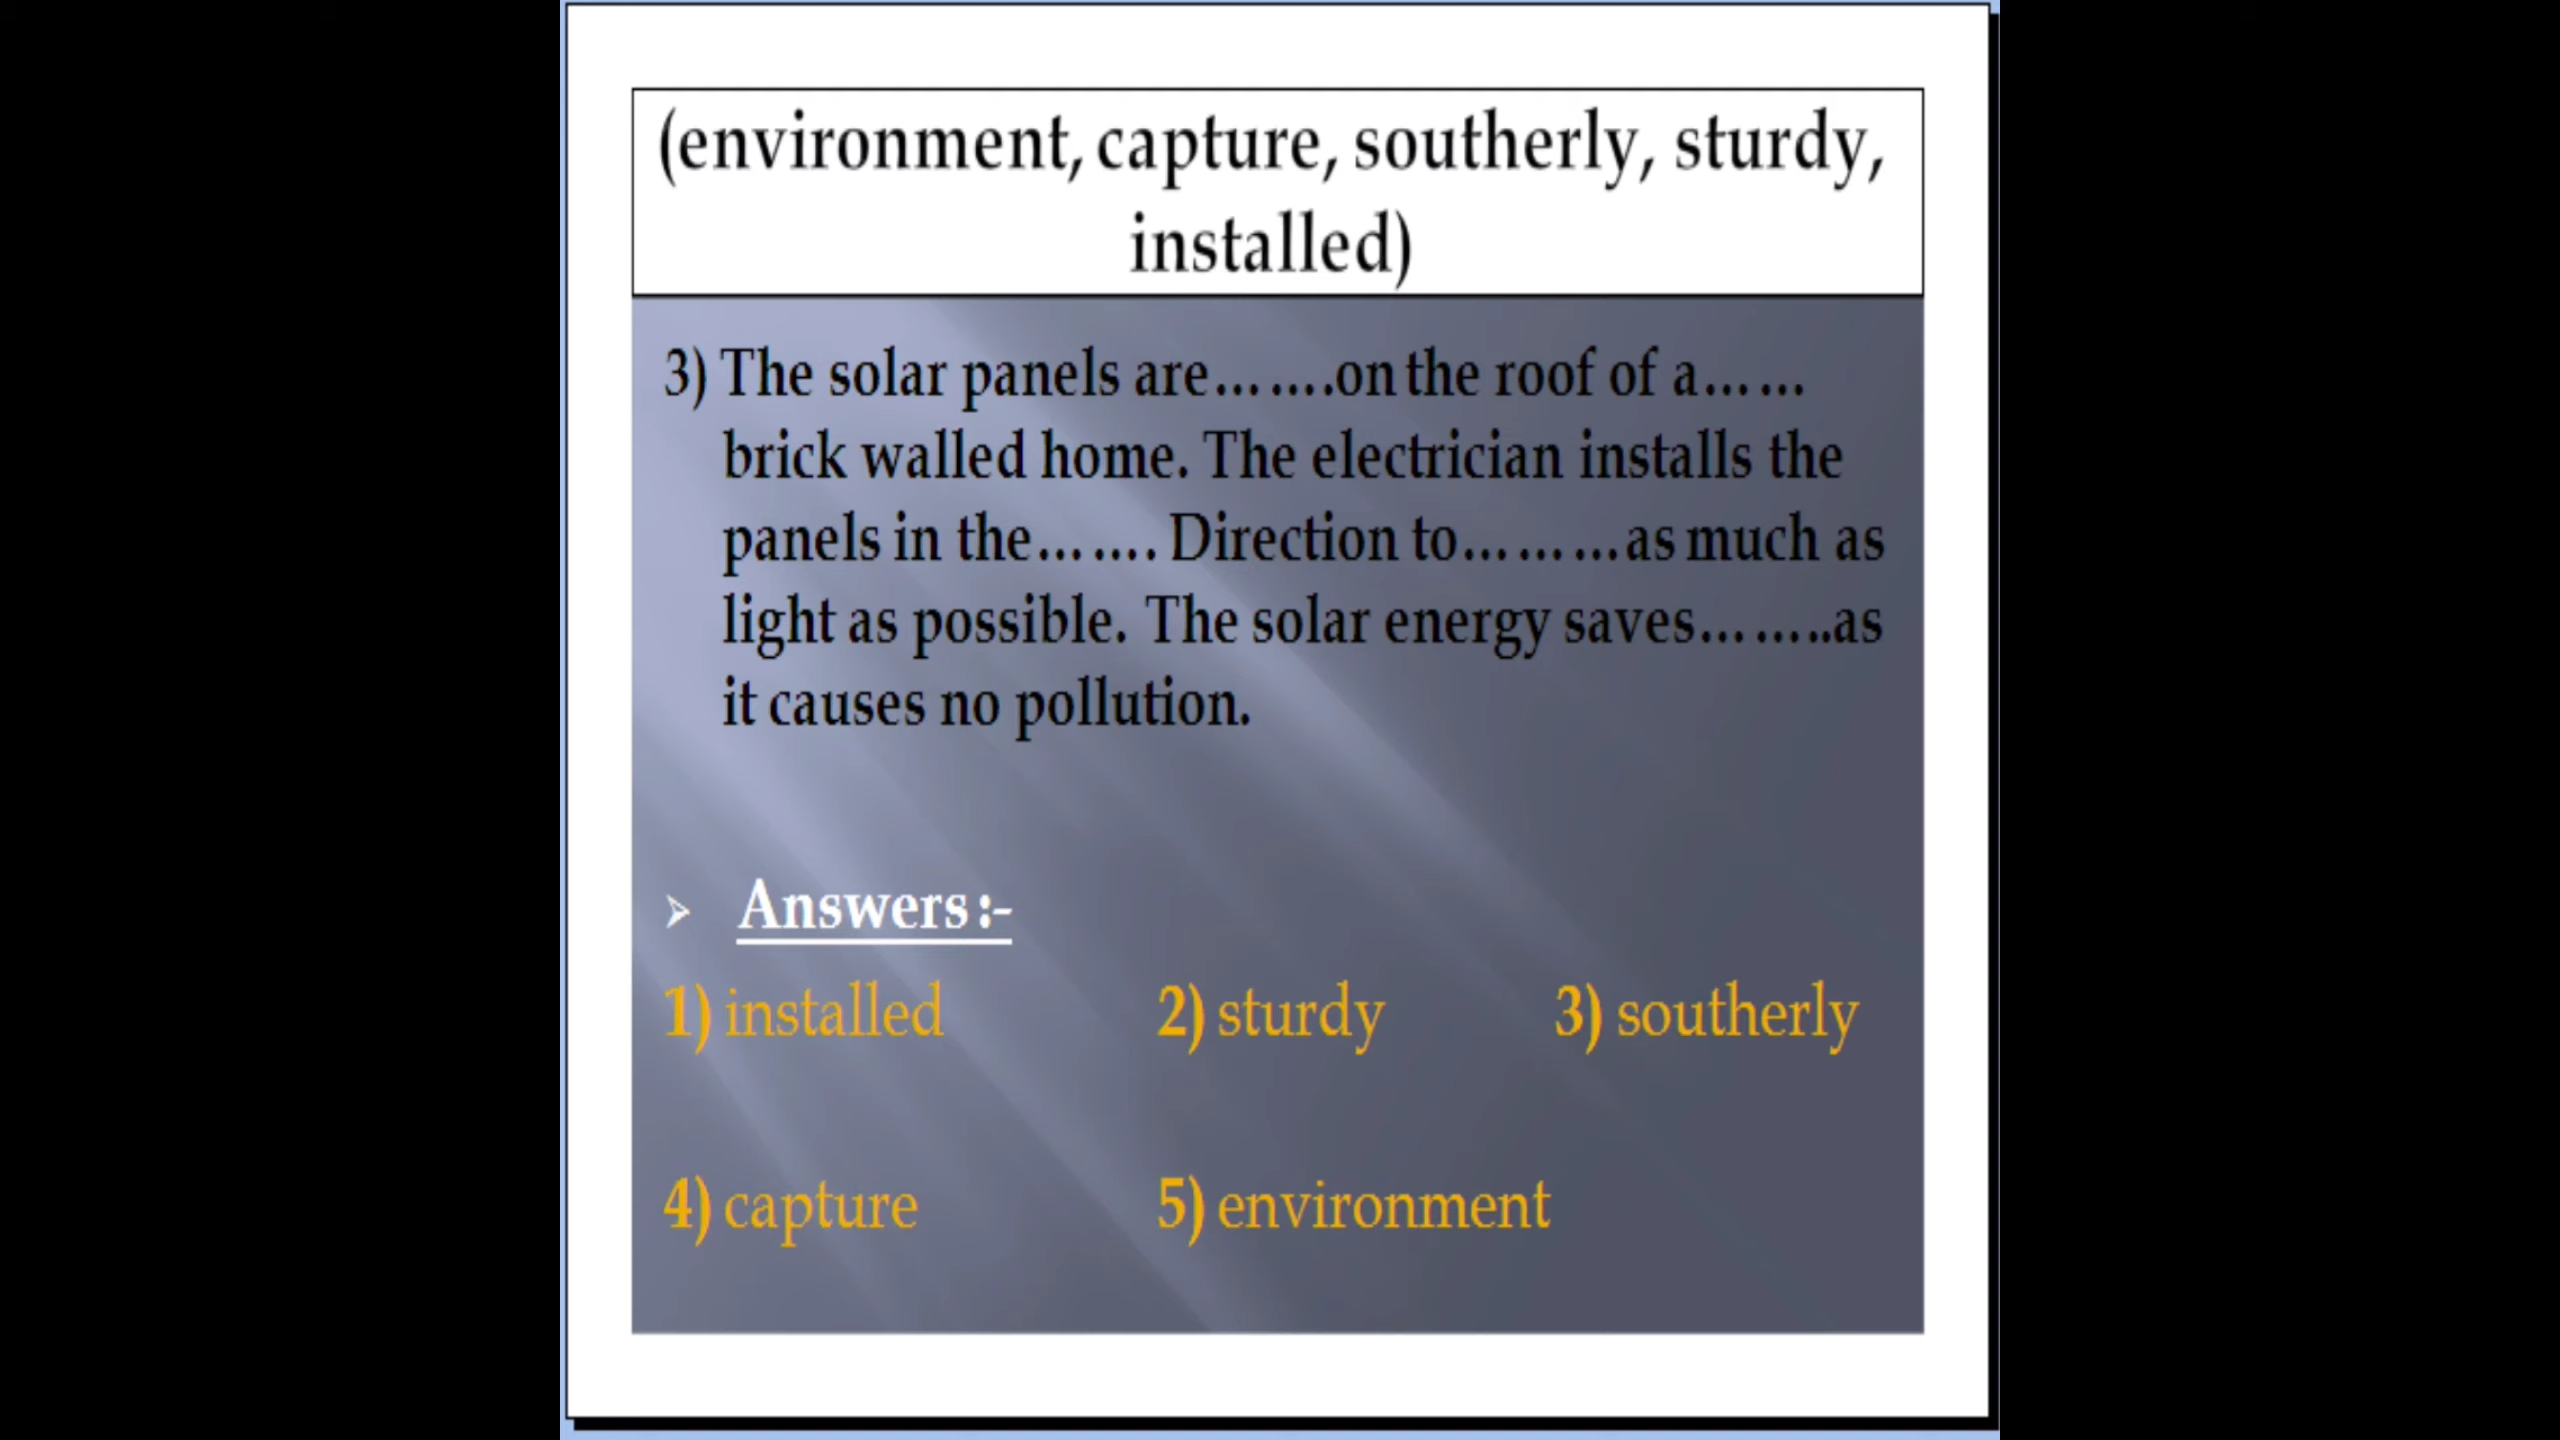 (environment, capture, southerly, sturdy,
installed)
3) The solar panels are…….on the roof of a……
brick walled home. The electrician installs the
panels in the……. Direction to………as much as
light as possible. The solar energy saves……..as
it causes no pollution.
➢ Answers :-
1) installed 2) sturdy 3) southerly
4) capture 5) environment